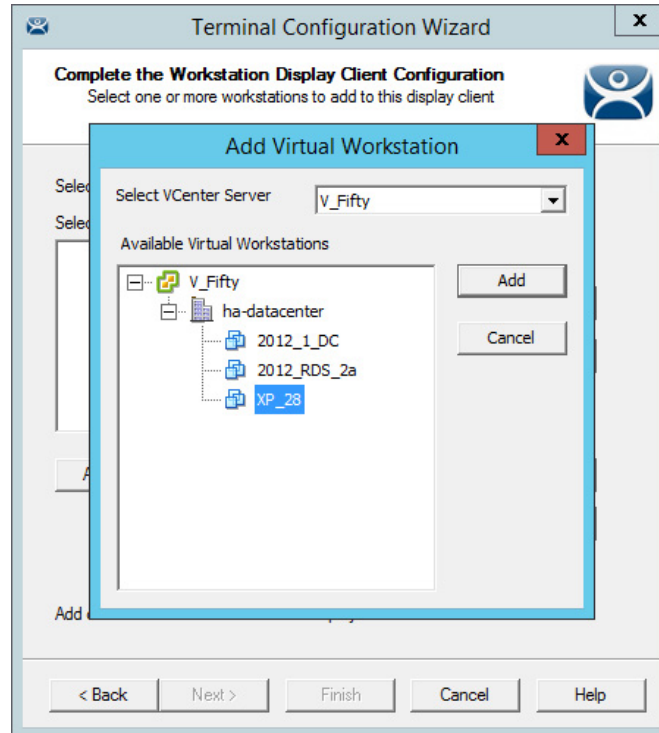 Terminal Configuration Wizard
x
Complete the Workstation Display Client Configuration
Select one or more workstations to add to this display client
Add Virtual Workstation
x
Select VCenter Server
V_Fifty
Available Virtual Workstations
V_Fifty
ha-datacenter
2012_1_DC
2012_RDS_2a
XP_28
Add
Cancel
Add
< Back
Next >
Finish
Cancel
Help